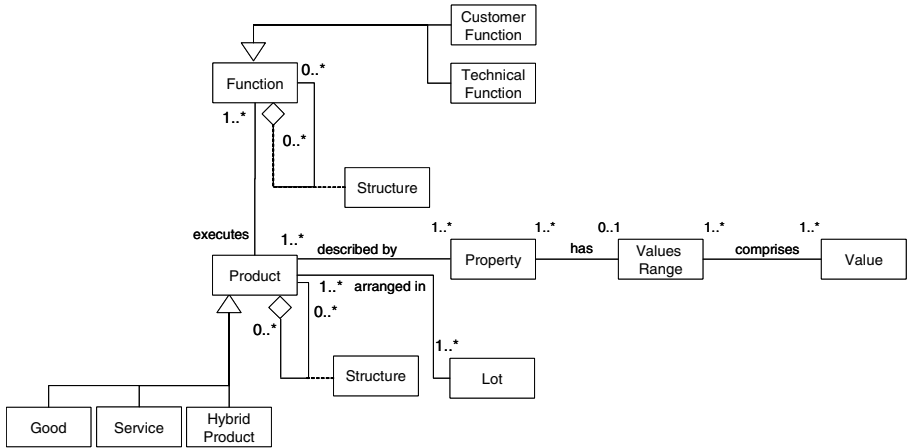 Customer
Function
0..*
Function
Technical
Function
1..*
0..*
Structure
executes
1..*
described by
1..*
Property
1..*
has
0..1
Values
Range
1..*
comprises
1..*
Value
Product
1..*
arranged in
0..*
0..*
1..*
Structure
Lot
Good
Service
Hybrid
Product